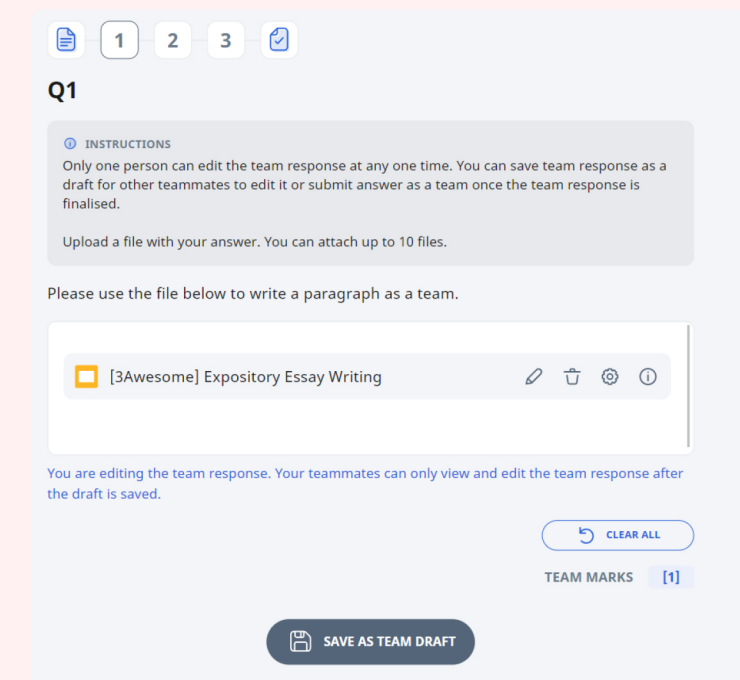 1 2 3
Q1
INSTRUCTIONS
Only one person can edit the team response at any one time. You can save team response as a
draft for other teammates to edit it or submit answer as a team once the team response is
finalised.
Upload a file with your answer. You can attach up to 10 files.
Please use the file below to write a paragraph as a team.
[3Awesome] Expository Essay Writing
You are editing the team response. Your teammates can only view and edit the team response after
the draft is saved.
CLEAR ALL
TEAM MARKS [1]
SAVE AS TEAM DRAFT